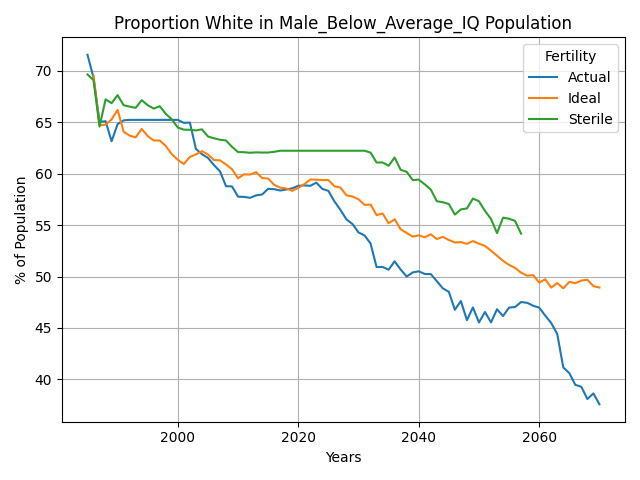 Proportion White in Male_Below_Average_IQ Population
Fertility
Actual
Ideal
Sterile
% of Population
70
65
60
55
50
45
40
2000
2020
2040
2060
Years